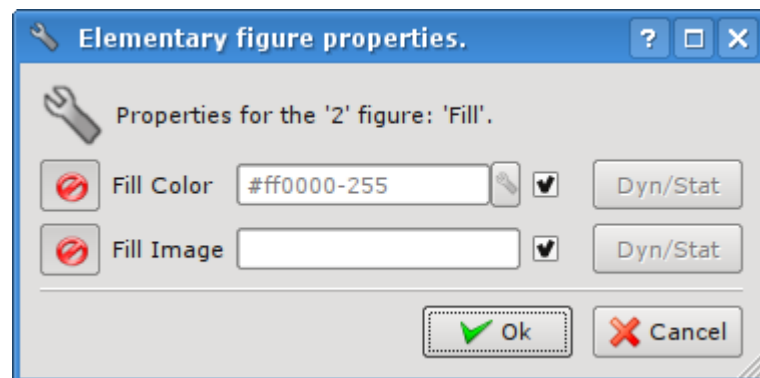 Elementary figure properties.
?
Properties for the '2' figure: 'Fill'.
Fill Color #ff0000-255 Dyn/Stat
Fill Image Dyn/Stat
Ok Cancel